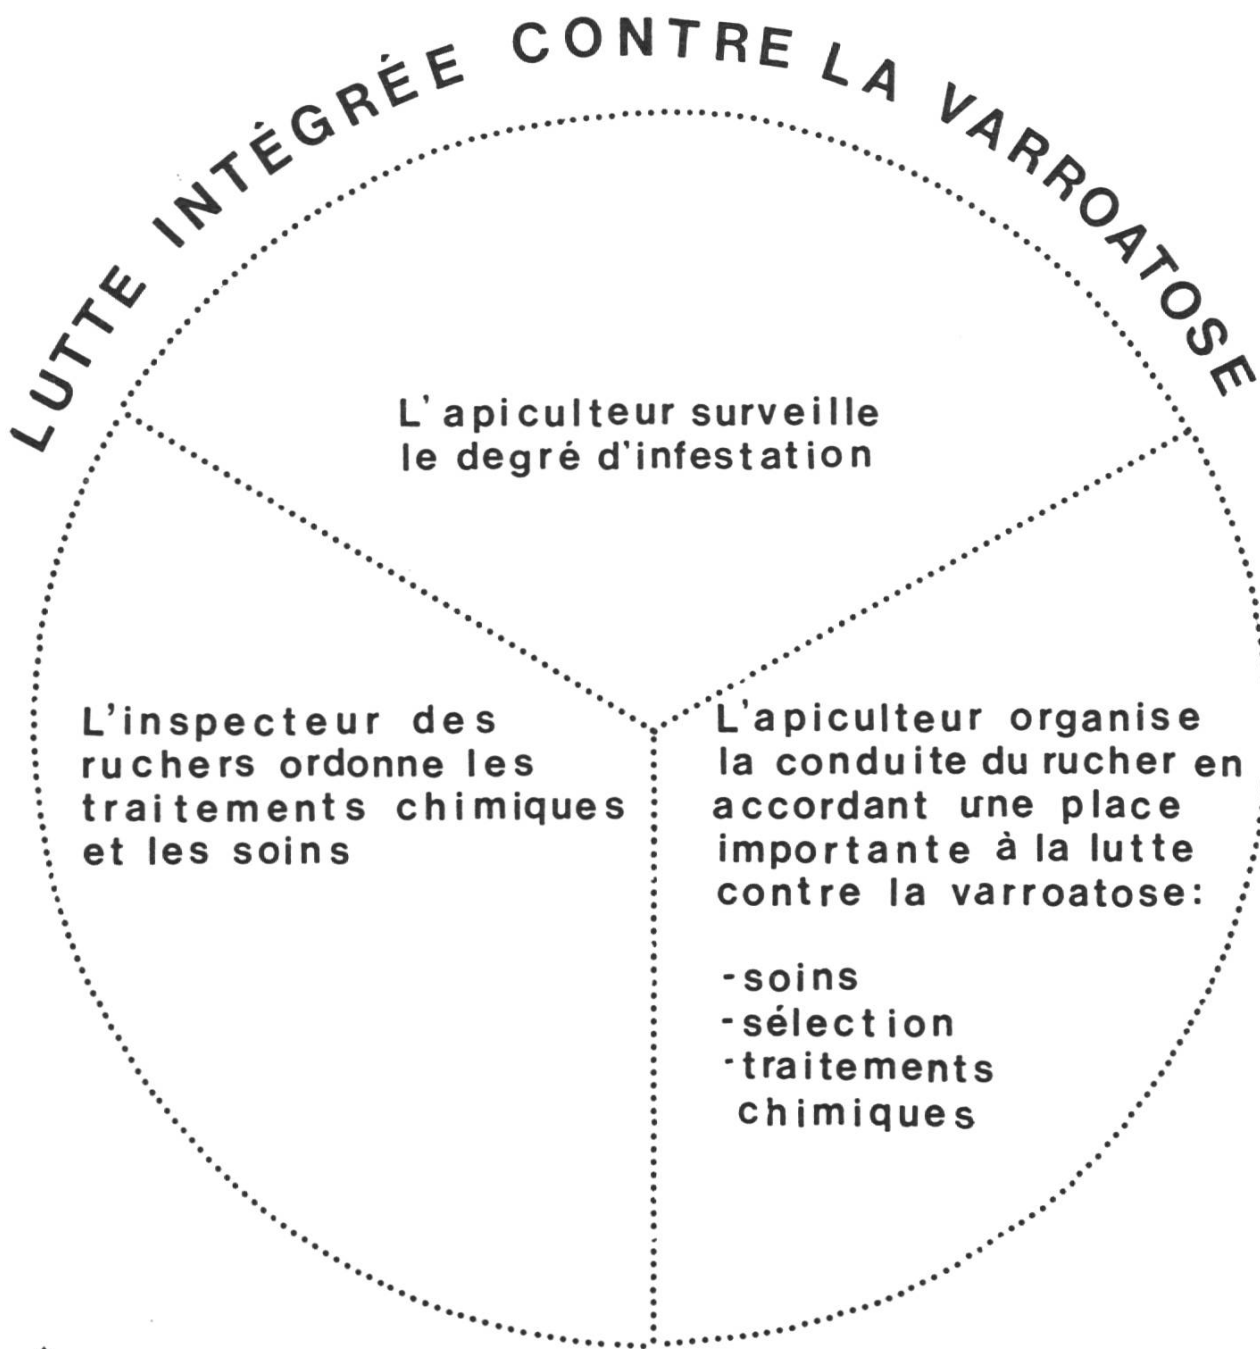 LUTTE INTÉGRÉE CONTRE LA VARROATOSE
L'apiculteur surveille
le degré d'infestation
L'inspecteur des
ruchers ordonne les
traitements chimiques
et les soins
L'apiculteur organise
la conduite du rucher en
accordant une place
importante à la lutte
contre la varroatose:
-soins
-sélection
-traitements
chimiques